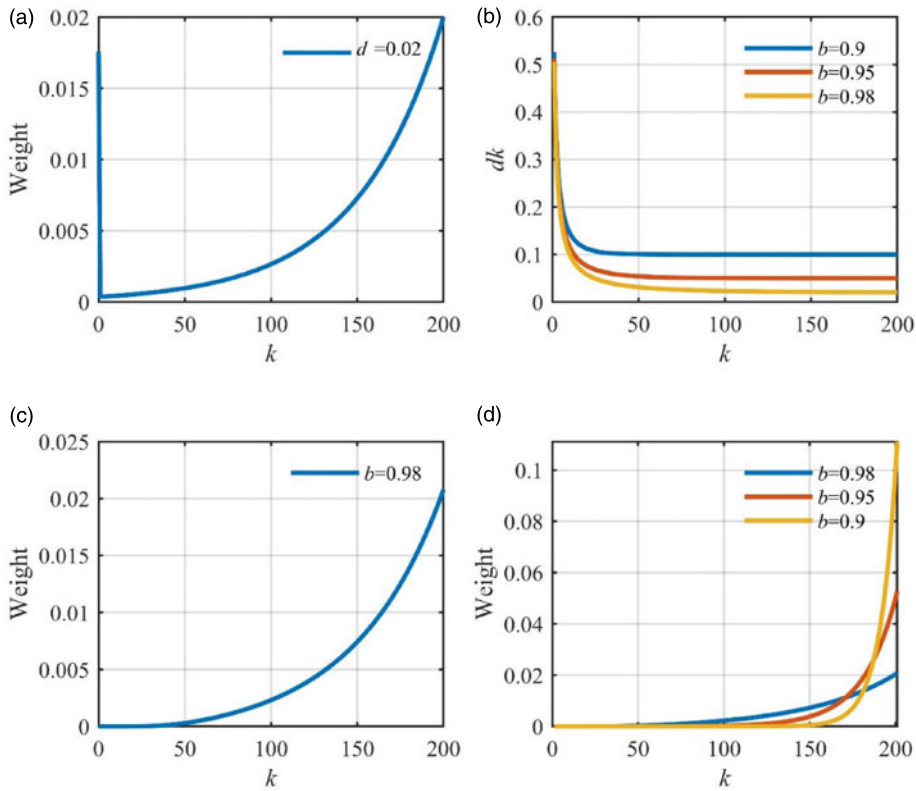 (a)
0.02
0.015
0.01
0.005
0
Weight
d =0.02
0 50 100 150 200
k
(b)
0.6
0.5
0.4
0.3
0.2
0.1
0
dk
b=0.9
b=0.95
b=0.98
0 50 100 150 200
k
(c)
0.025
0.02
0.015
0.01
0.005
0
Weight
b=0.98
0 50 100 150 200
k
(d)
0.1
0.08
0.06
0.04
0.02
0
Weight
b=0.98
b=0.95
b=0.9
0 50 100 150 200
k